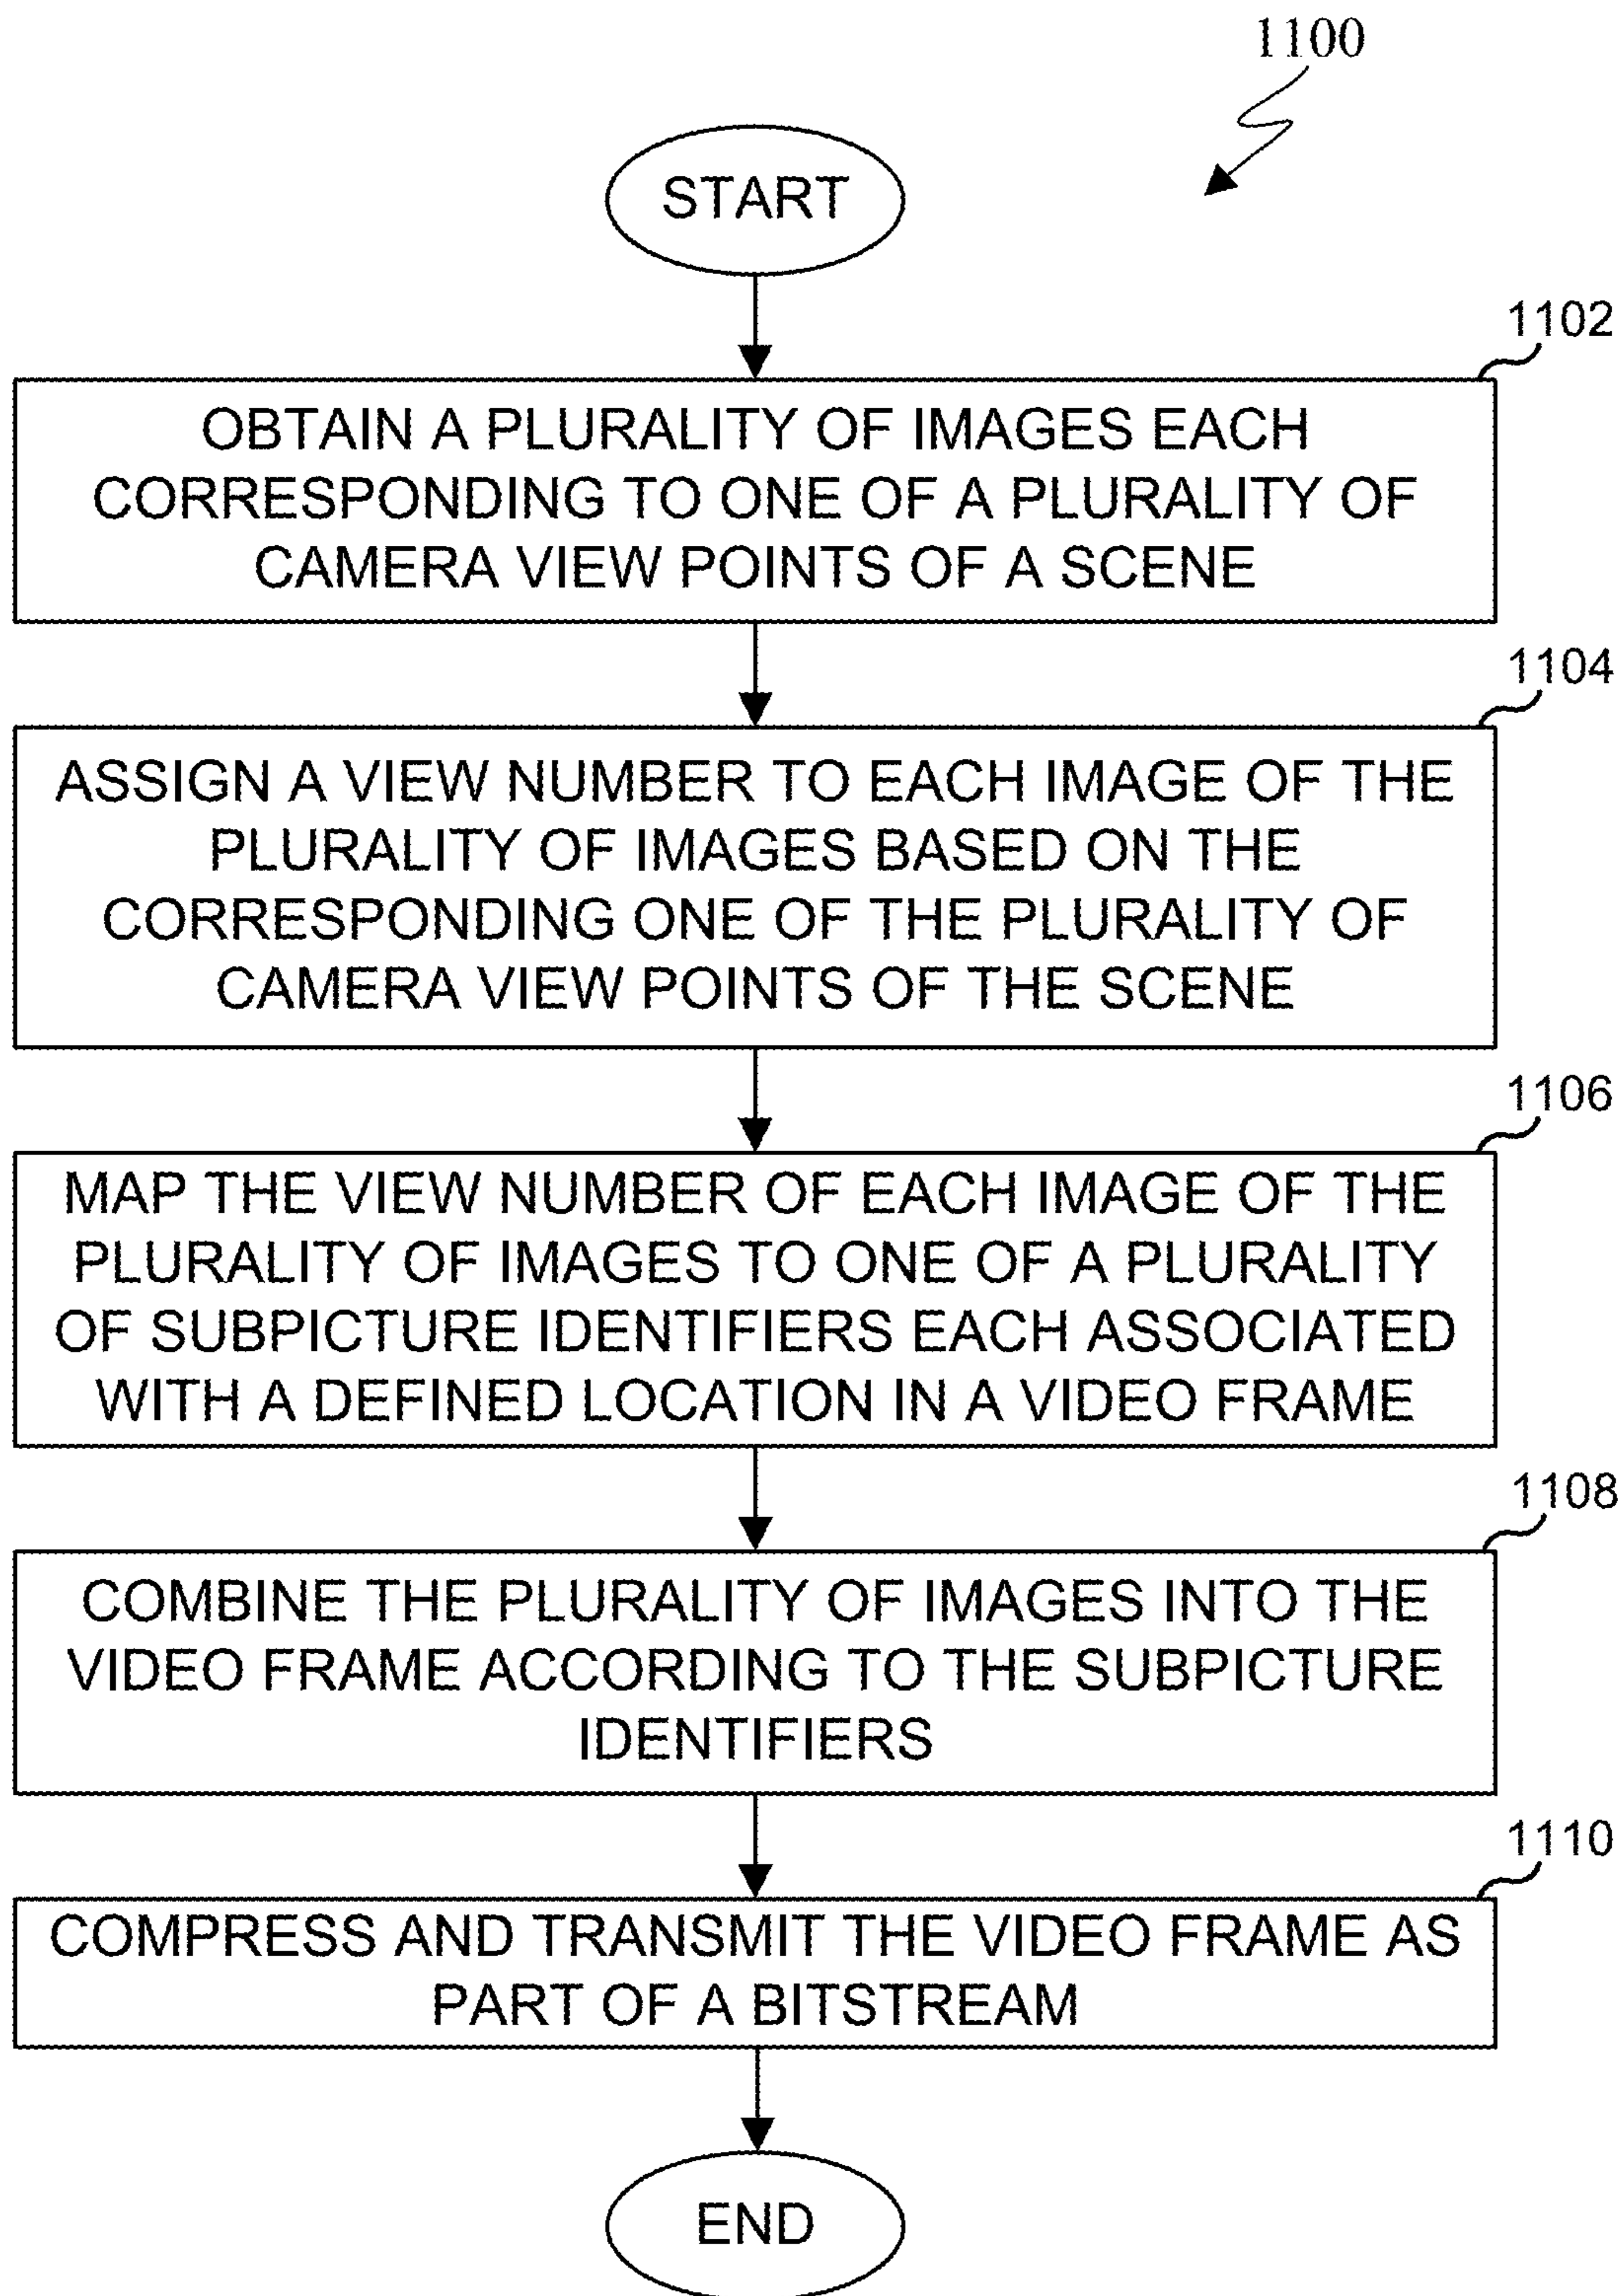 1100
START
1102
OBTAIN A PLURALITY OF IMAGES EACH
CORRESPONDING TO ONE OF A PLURALITY OF
CAMERA VIEW POINTS OF A SCENE
1104
ASSIGN A VIEW NUMBER TO EACH IMAGE OF THE
PLURALITY OF IMAGES BASED ON THE
CORRESPONDING ONE OF THE PLURALITY OF
CAMERA VIEW POINTS OF THE SCENE
1106
MAP THE VIEW NUMBER OF EACH IMAGE OF THE
PLURALITY OF IMAGES TO ONE OF A PLURALITY
OF SUBPICTURE IDENTIFIERS EACH ASSOCIATED
WITH A DEFINED LOCATION IN A VIDEO FRAME
1108
COMBINE THE PLURALITY OF IMAGES INTO THE
VIDEO FRAME ACCORDING TO THE SUBPICTURE
IDENTIFIERS
1110
COMPRESS AND TRANSMIT THE VIDEO FRAME AS
PART OF A BITSTREAM
END